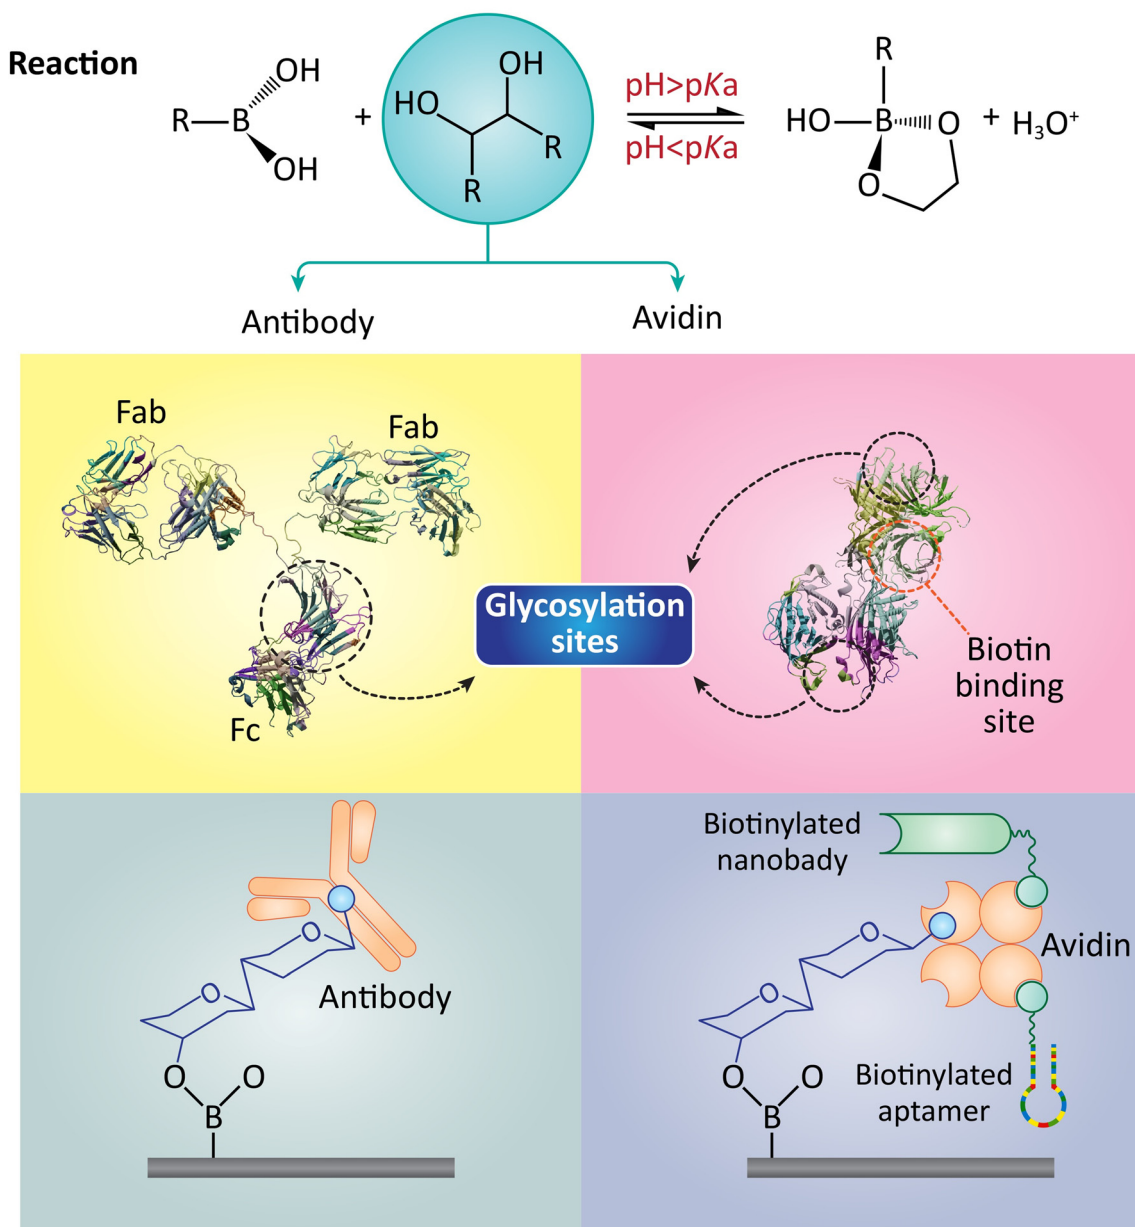 Reaction
R
B
OH
OH
+
HO
OH
R
R
pH>pKa
pH<pKa
R
HO
B
O
O
+ H₃O⁺
Antibody
Avidin
Fab
Fab
Fc
Glycosylation
sites
Biotin
binding
site
O
O
Antibody
O
O
B
Biotinylated
nanobady
O
O
Avidin
O
O
B
Biotinylated
aptamer